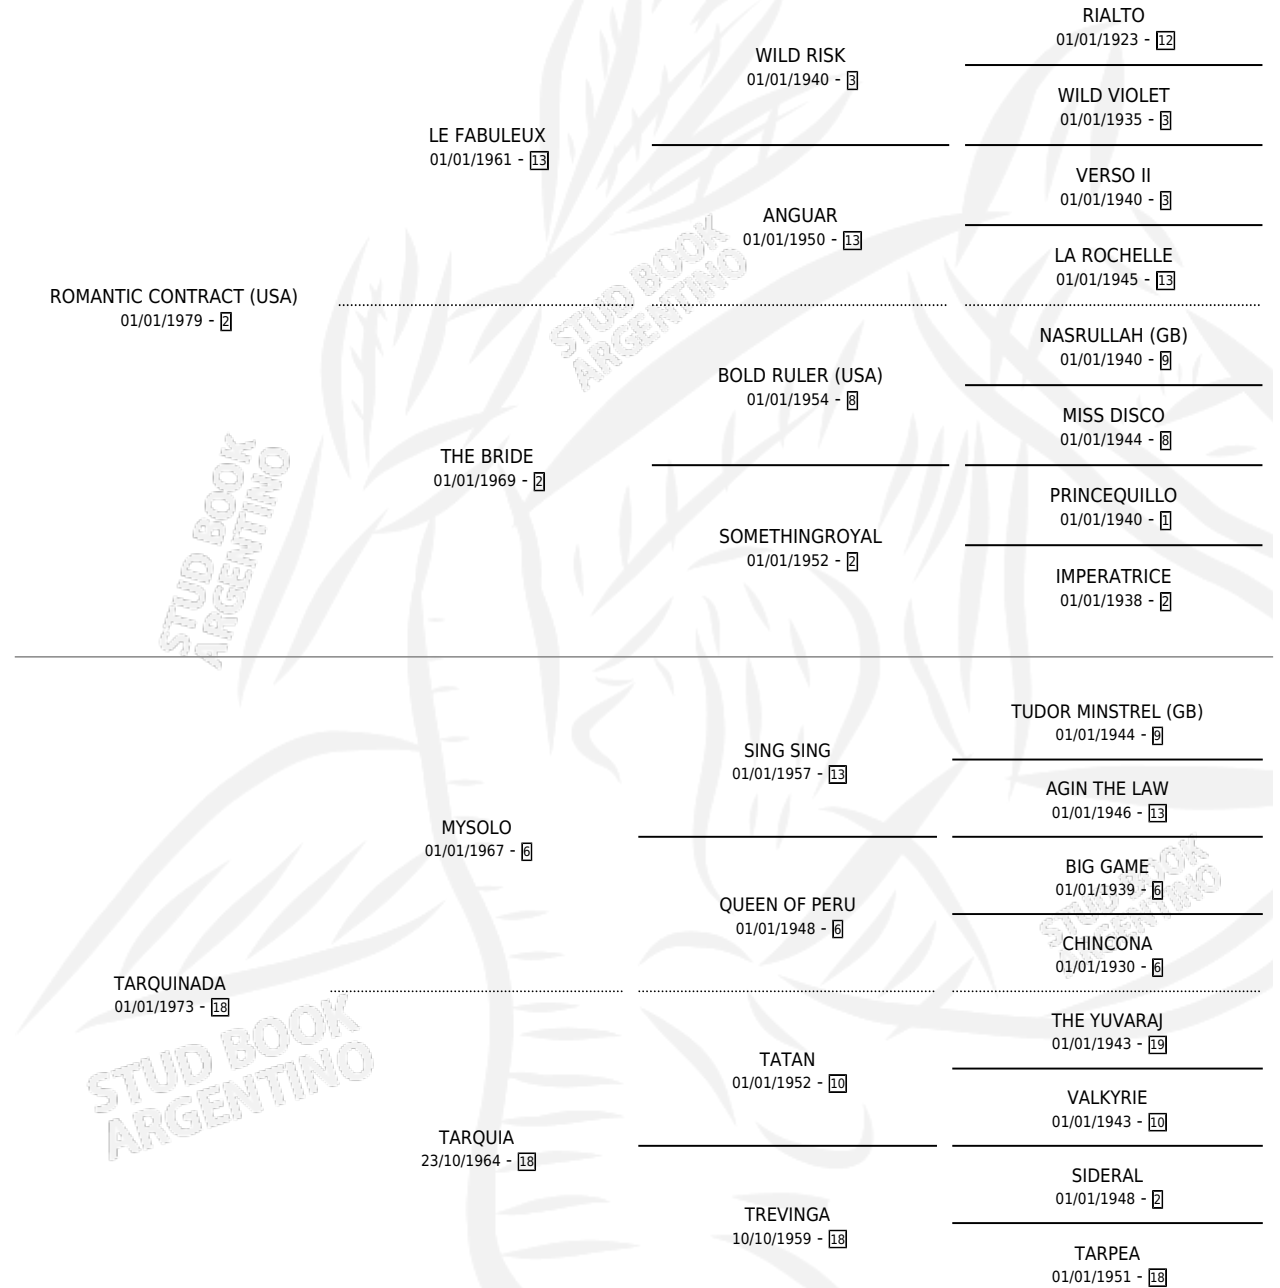 RIALTO
01/01/1923 - 12
WILD RISK
01/01/1940 - 3
WILD VIOLET
01/01/1935 - 3
LE FABULEUX
01/01/1961 - 13
VERSO II
01/01/1940 - 3
ANGUAR
01/01/1950 - 13
LA ROCHELLE
01/01/1945 - 13
ROMANTIC CONTRACT (USA)
01/01/1979 - 2
NASRULLAH (GB)
01/01/1940 - 9
BOLD RULER (USA)
01/01/1954 - 8
MISS DISCO
01/01/1944 - 8
THE BRIDE
01/01/1969 - 2
PRINCEQUILLO
01/01/1940 - 1
SOMETHINGROYAL
01/01/1952 - 2
IMPERATRICE
01/01/1938 - 2
TUDOR MINSTREL (GB)
01/01/1944 - 9
SING SING
01/01/1957 - 13
AGIN THE LAW
01/01/1946 - 13
MYSOLO
01/01/1967 - 6
BIG GAME
01/01/1939 - 6
QUEEN OF PERU
01/01/1948 - 6
CHINCONA
01/01/1930 - 6
TARQUINADA
01/01/1973 - 18
THE YUVARAJ
01/01/1943 - 19
TATAN
01/01/1952 - 10
VALKYRIE
01/01/1943 - 10
TARQUIA
23/10/1964 - 18
SIDERAL
01/01/1948 - 2
TREVINGA
10/10/1959 - 18
TARPEA
01/01/1951 - 18
STUD BOOK
ARGENTINO
STUD BOOK
ARGENTINO
STUD BOOK
ARGENTINO
STUD BOOK
ARGENTINO